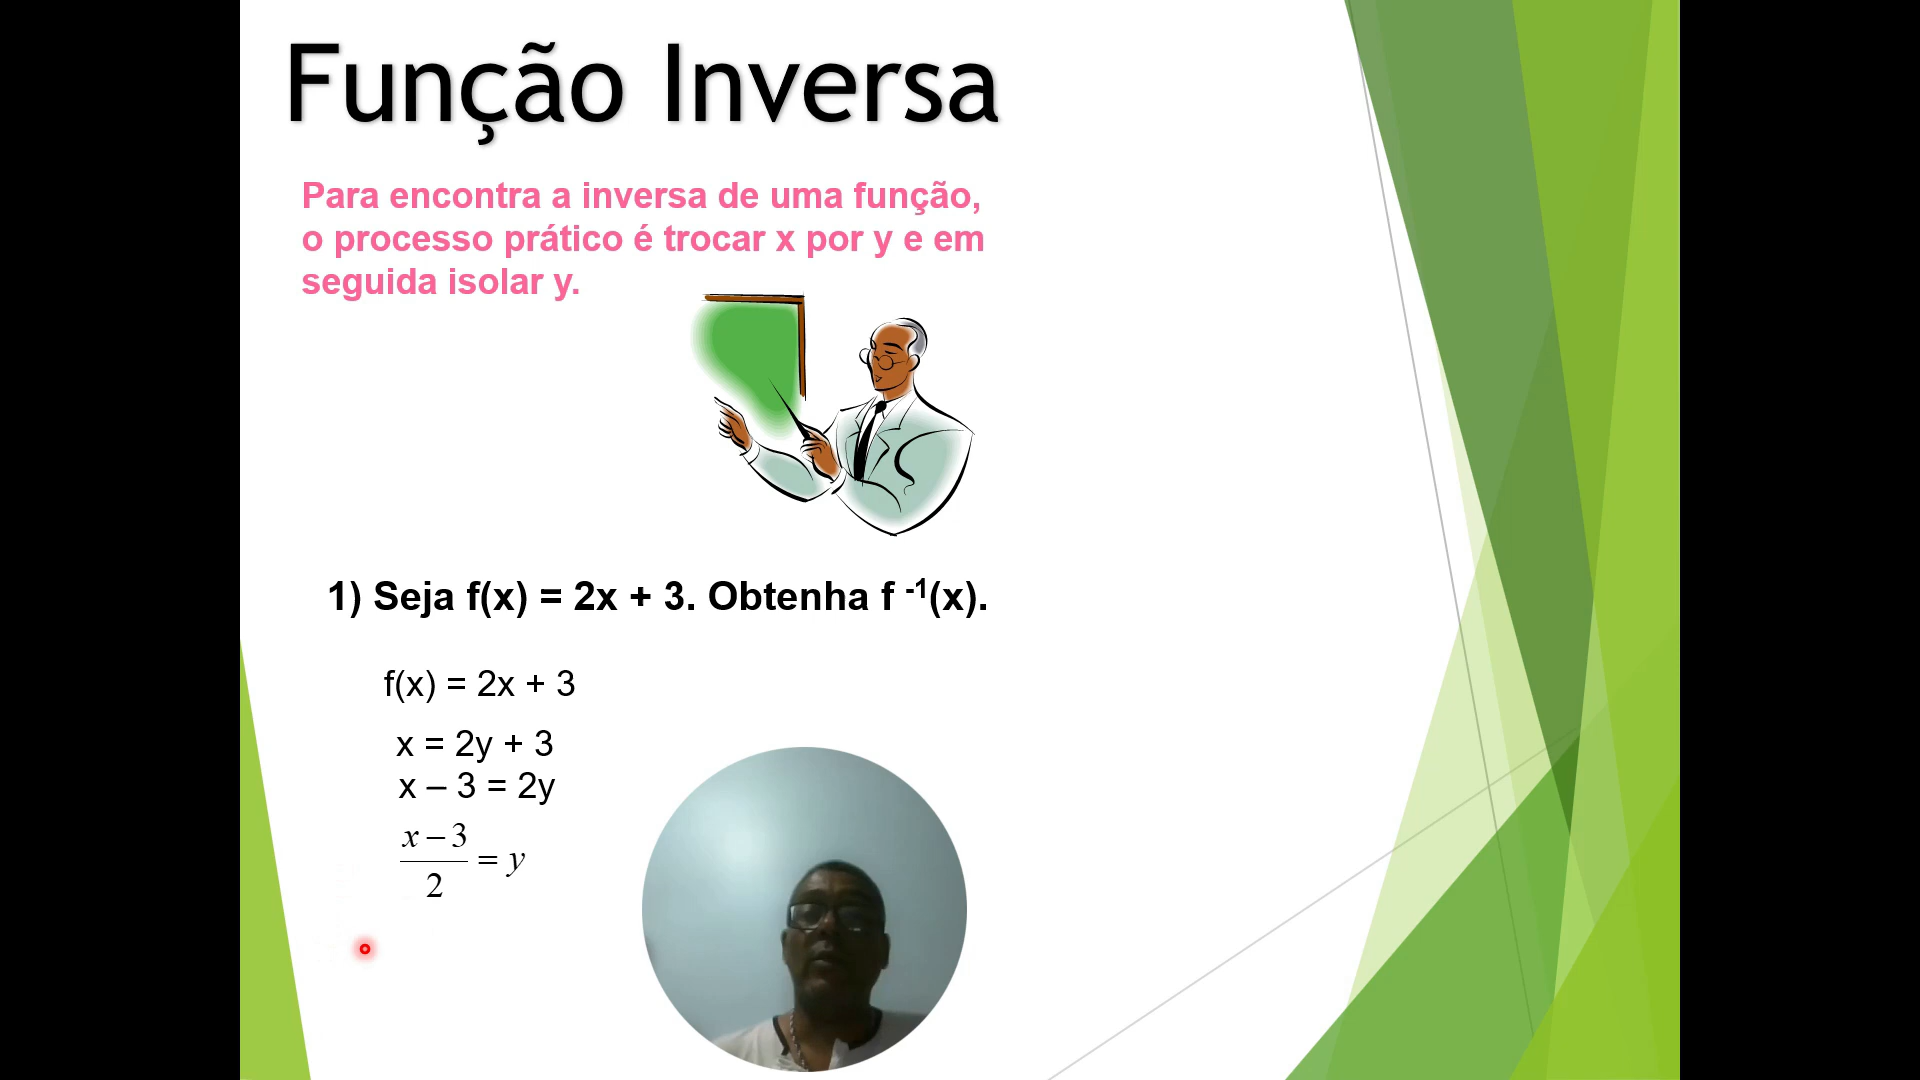 Função Inversa
Para encontra a inversa de uma função,
o processo prático é trocar x por y e em
seguida isolar y.
1) Seja f(x) = 2x + 3. Obtenha f ⁻¹(x).
f(x) = 2x + 3
x = 2y + 3
x – 3 = 2y
(x – 3)/2 = y